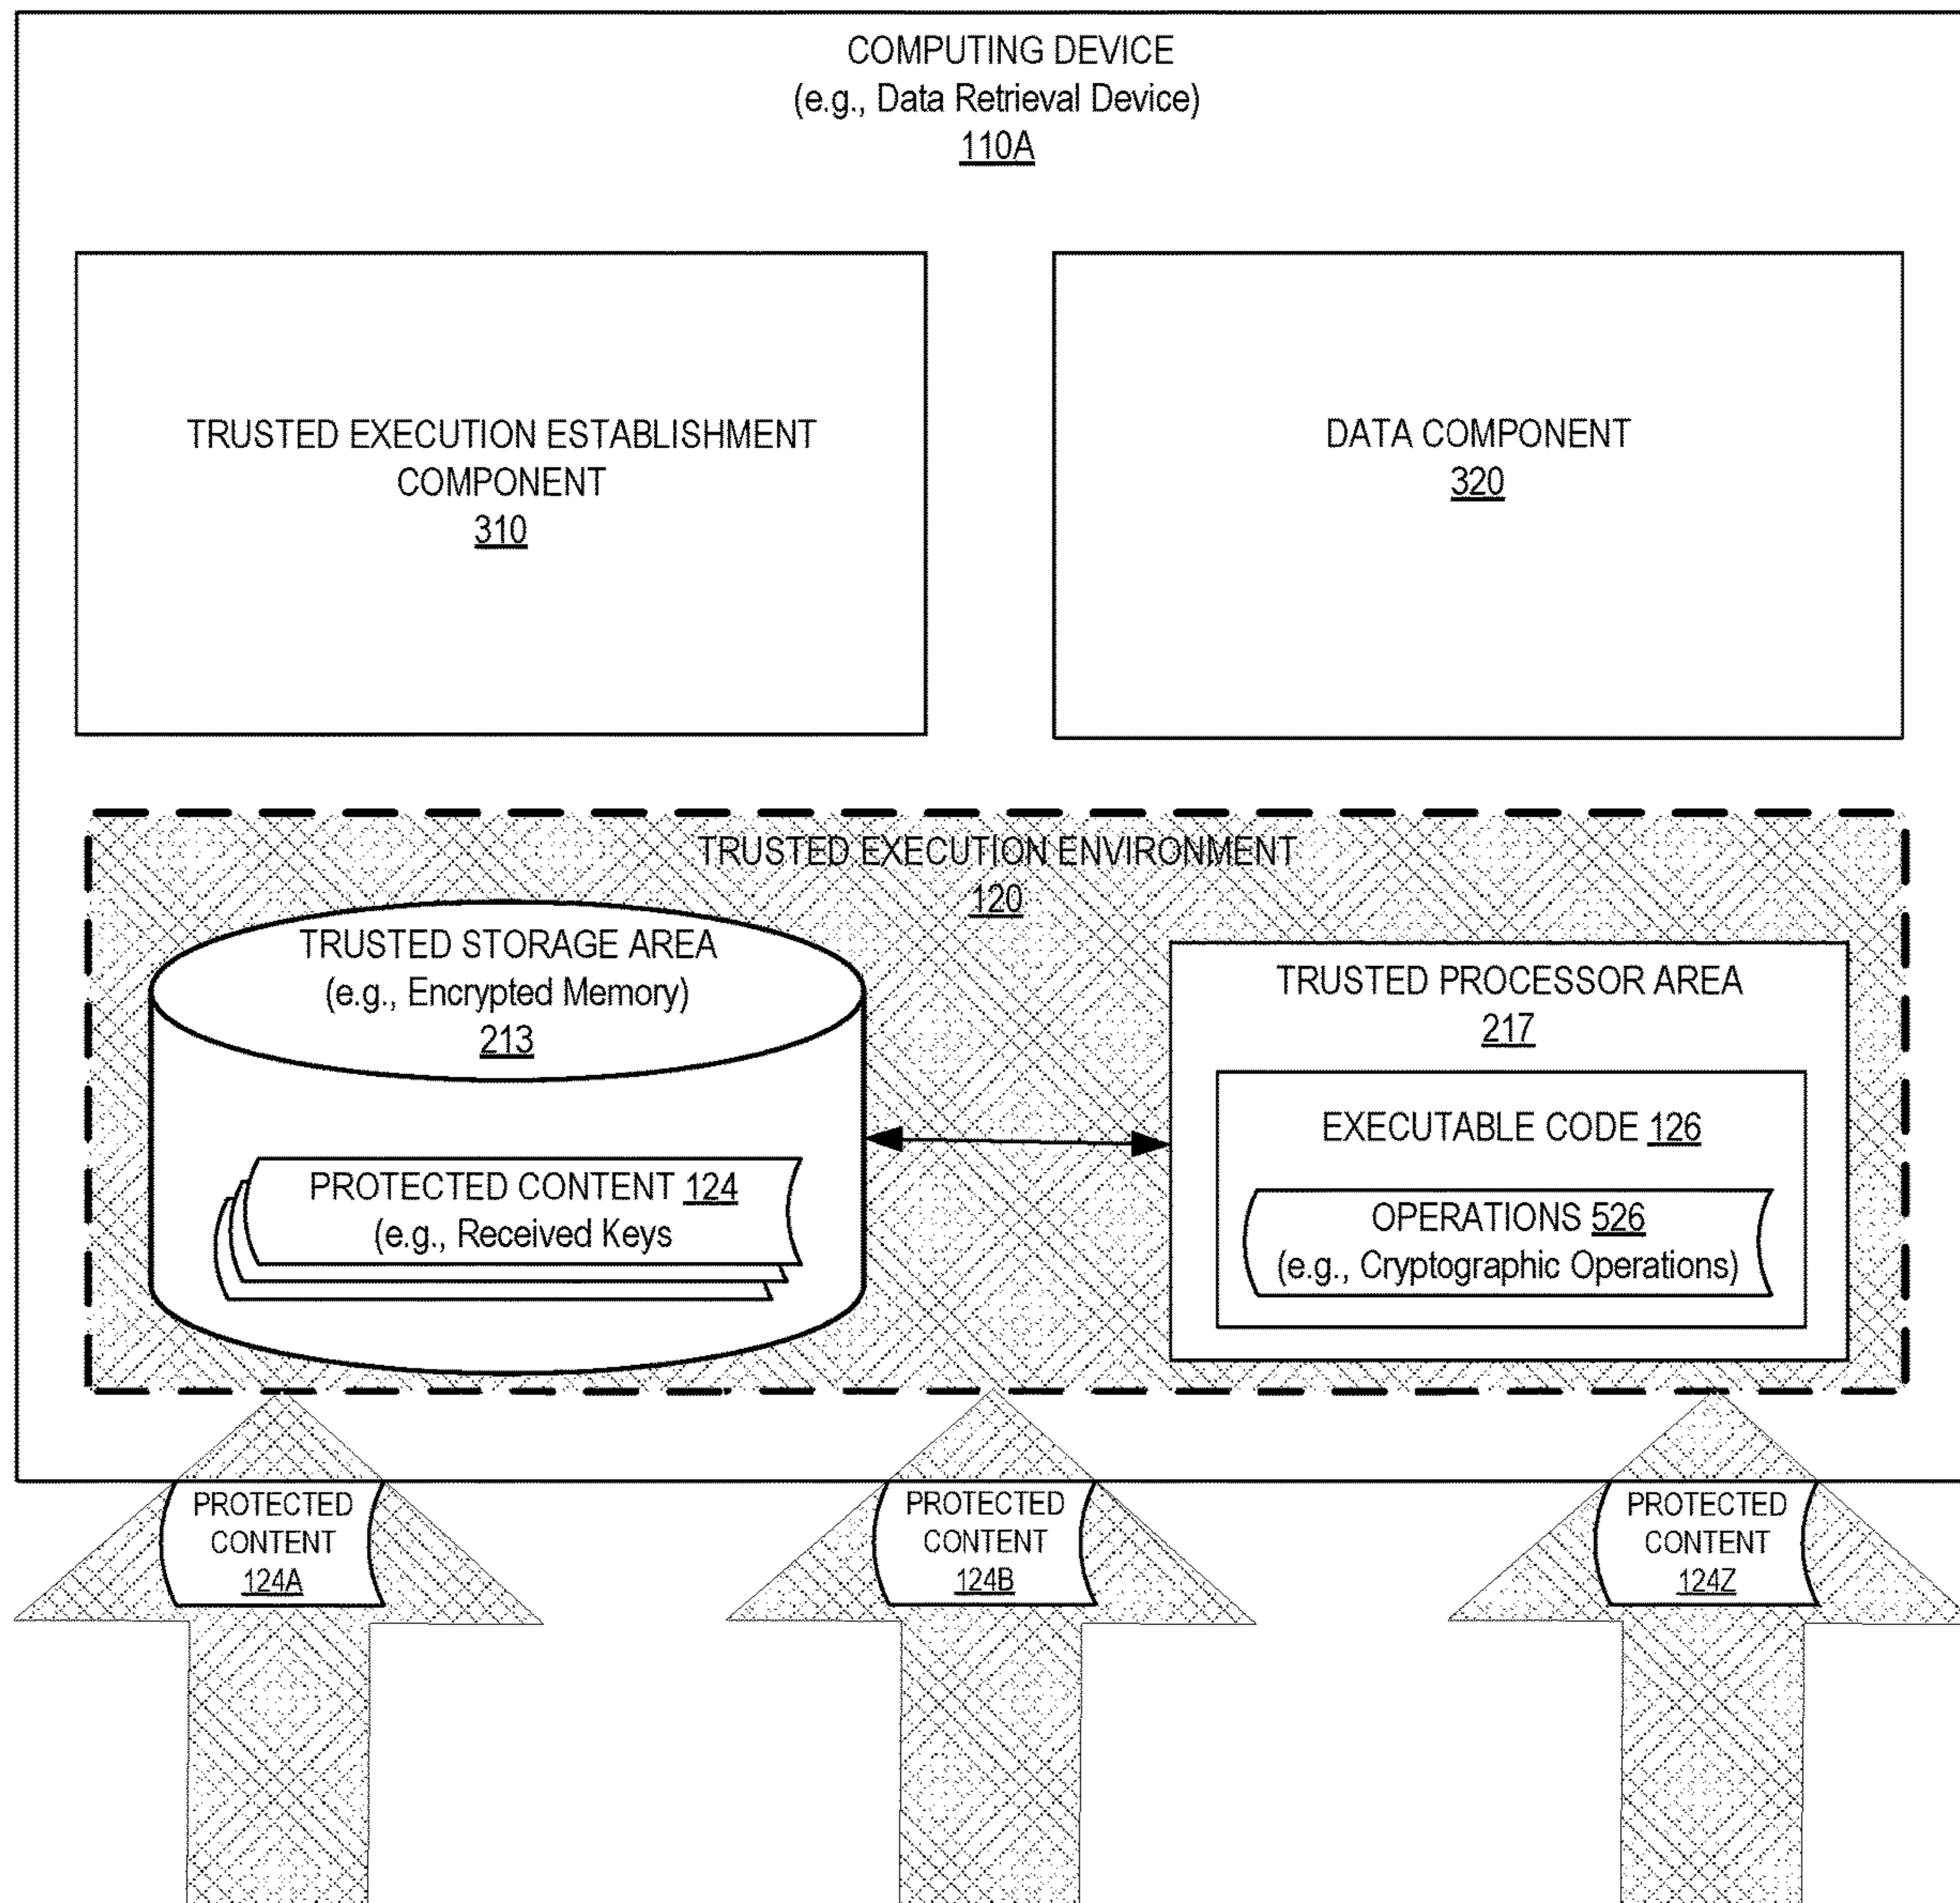 COMPUTING DEVICE
(e.g., Data Retrieval Device)
110A
TRUSTED EXECUTION ESTABLISHMENT
COMPONENT
310
DATA COMPONENT
320
TRUSTED EXECUTION ENVIRONMENT
120
TRUSTED STORAGE AREA
(e.g., Encrypted Memory)
213
PROTECTED CONTENT 124
(e.g., Received Keys
TRUSTED PROCESSOR AREA
217
EXECUTABLE CODE 126
OPERATIONS 526
(e.g., Cryptographic Operations)
PROTECTED
CONTENT
124A
PROTECTED
CONTENT
124B
PROTECTED
CONTENT
124Z